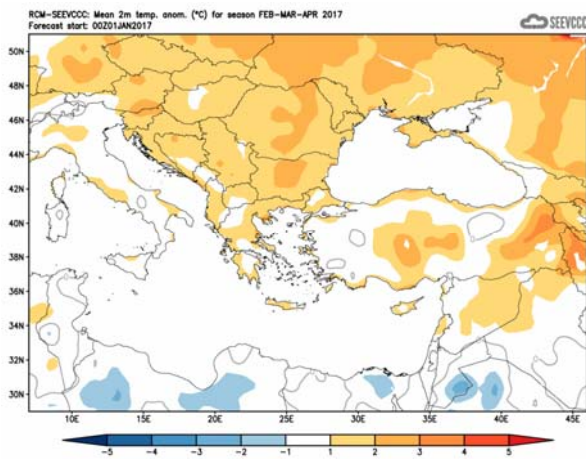 RCM-SEEVCCC: Mean 2m temp. anom. (°C) for season FEB-MAR-APR 2017
Forecast start: 00Z01JAN2017
SEEVCCC
50N
48N
46N
44N
42N
40N
38N
36N
34N
32N
30N
10E 15E 20E 25E 30E 35E 40E 45E
-5 -4 -3 -2 -1 1 2 3 4 5